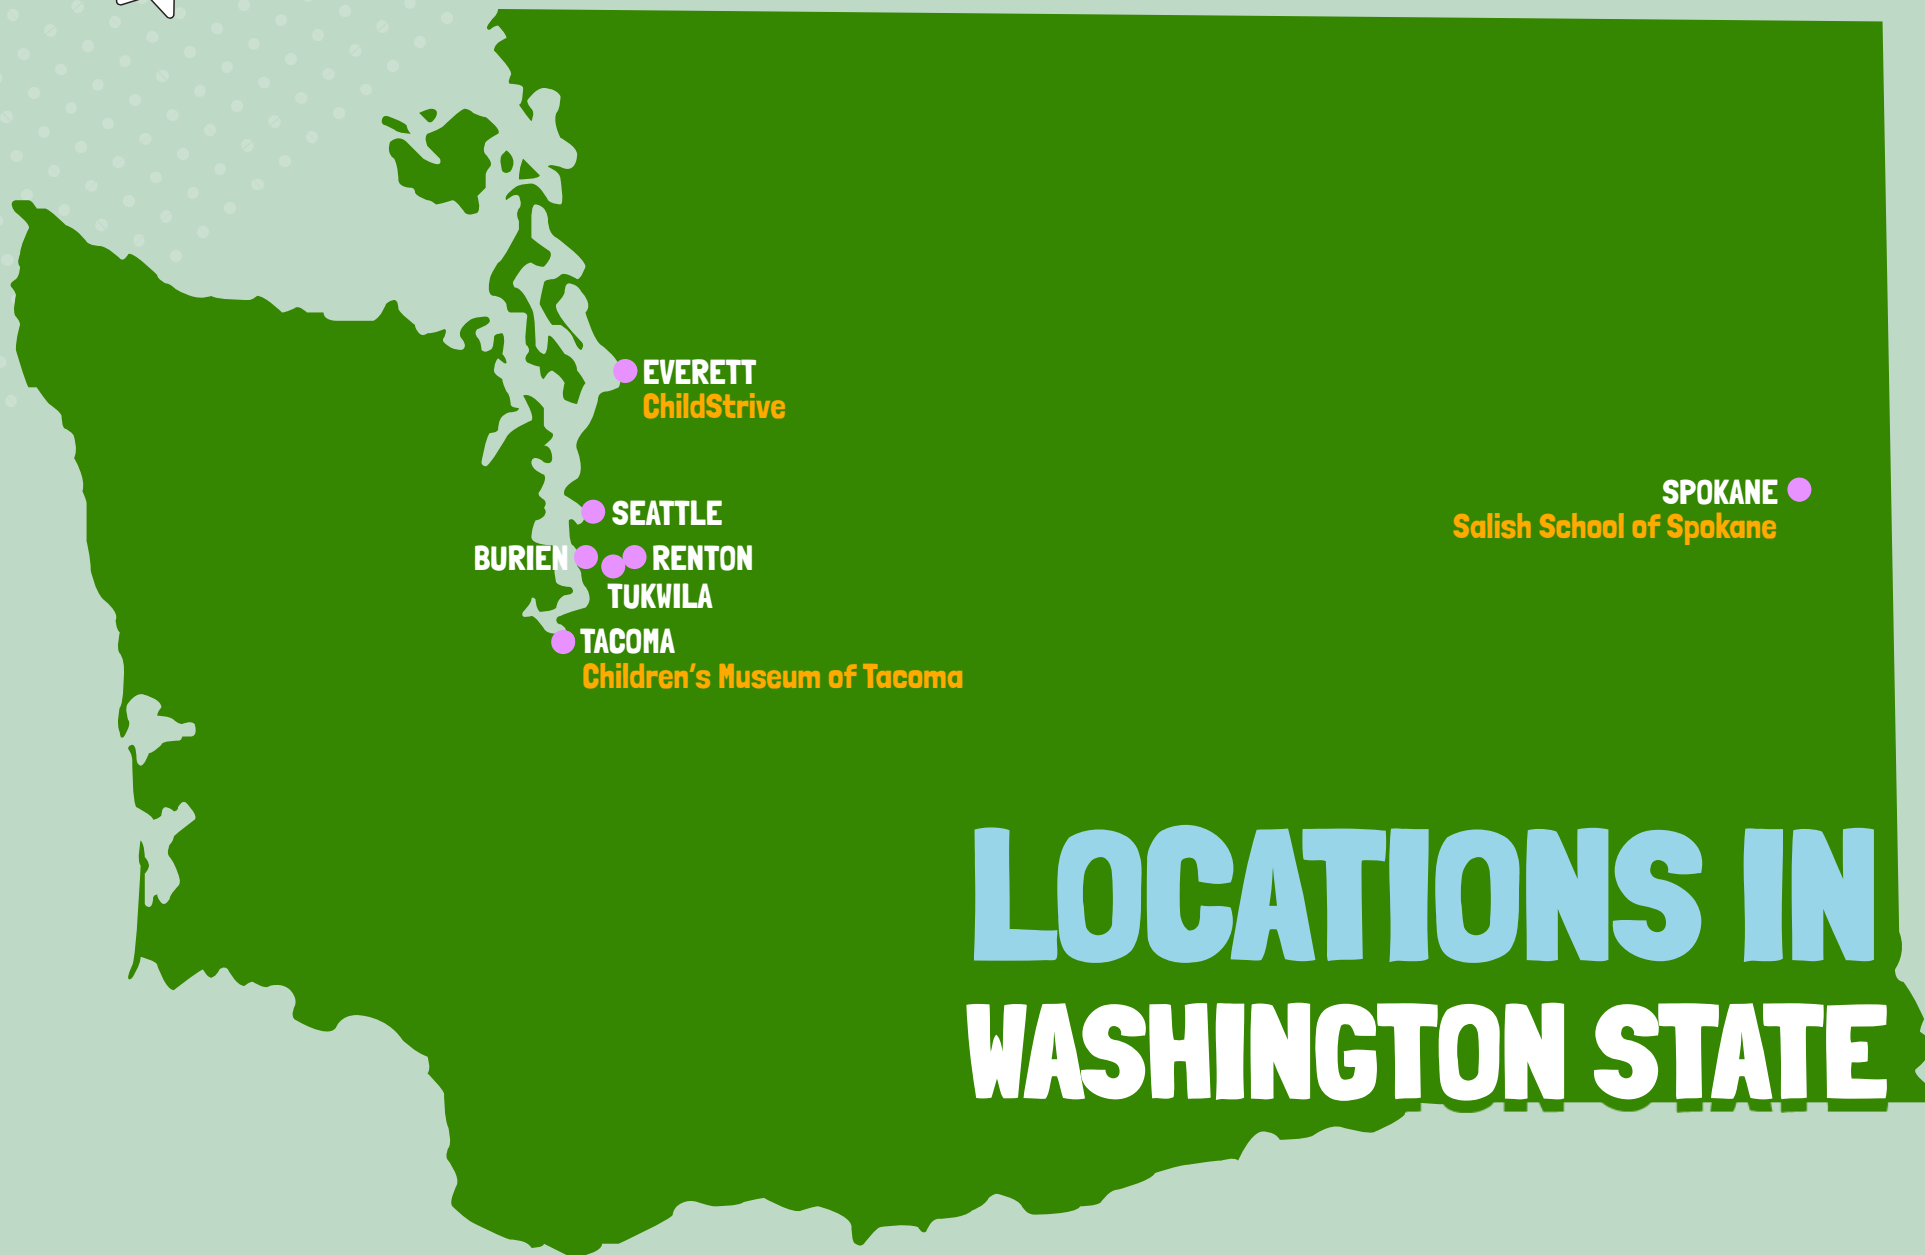 EVERETT
ChildStrive
SEATTLE
SPOKANE
Salish School of Spokane
BURIEN
RENTON
TUKWILA
TACOMA
Children's Museum of Tacoma
LOCATIONS IN
WASHINGTON STATE